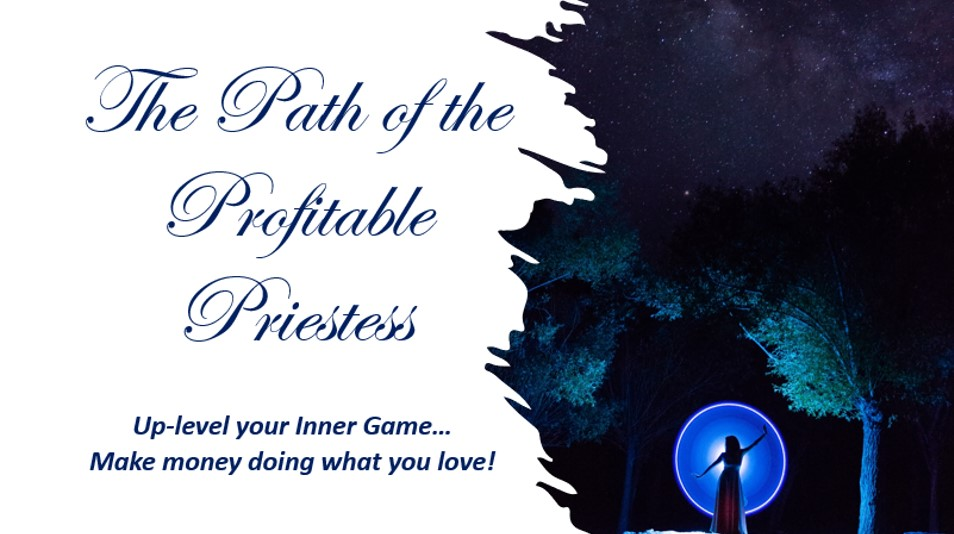 The Path of the
Profitable
Priestess
Up-level your Inner Game...
Make money doing what you love!